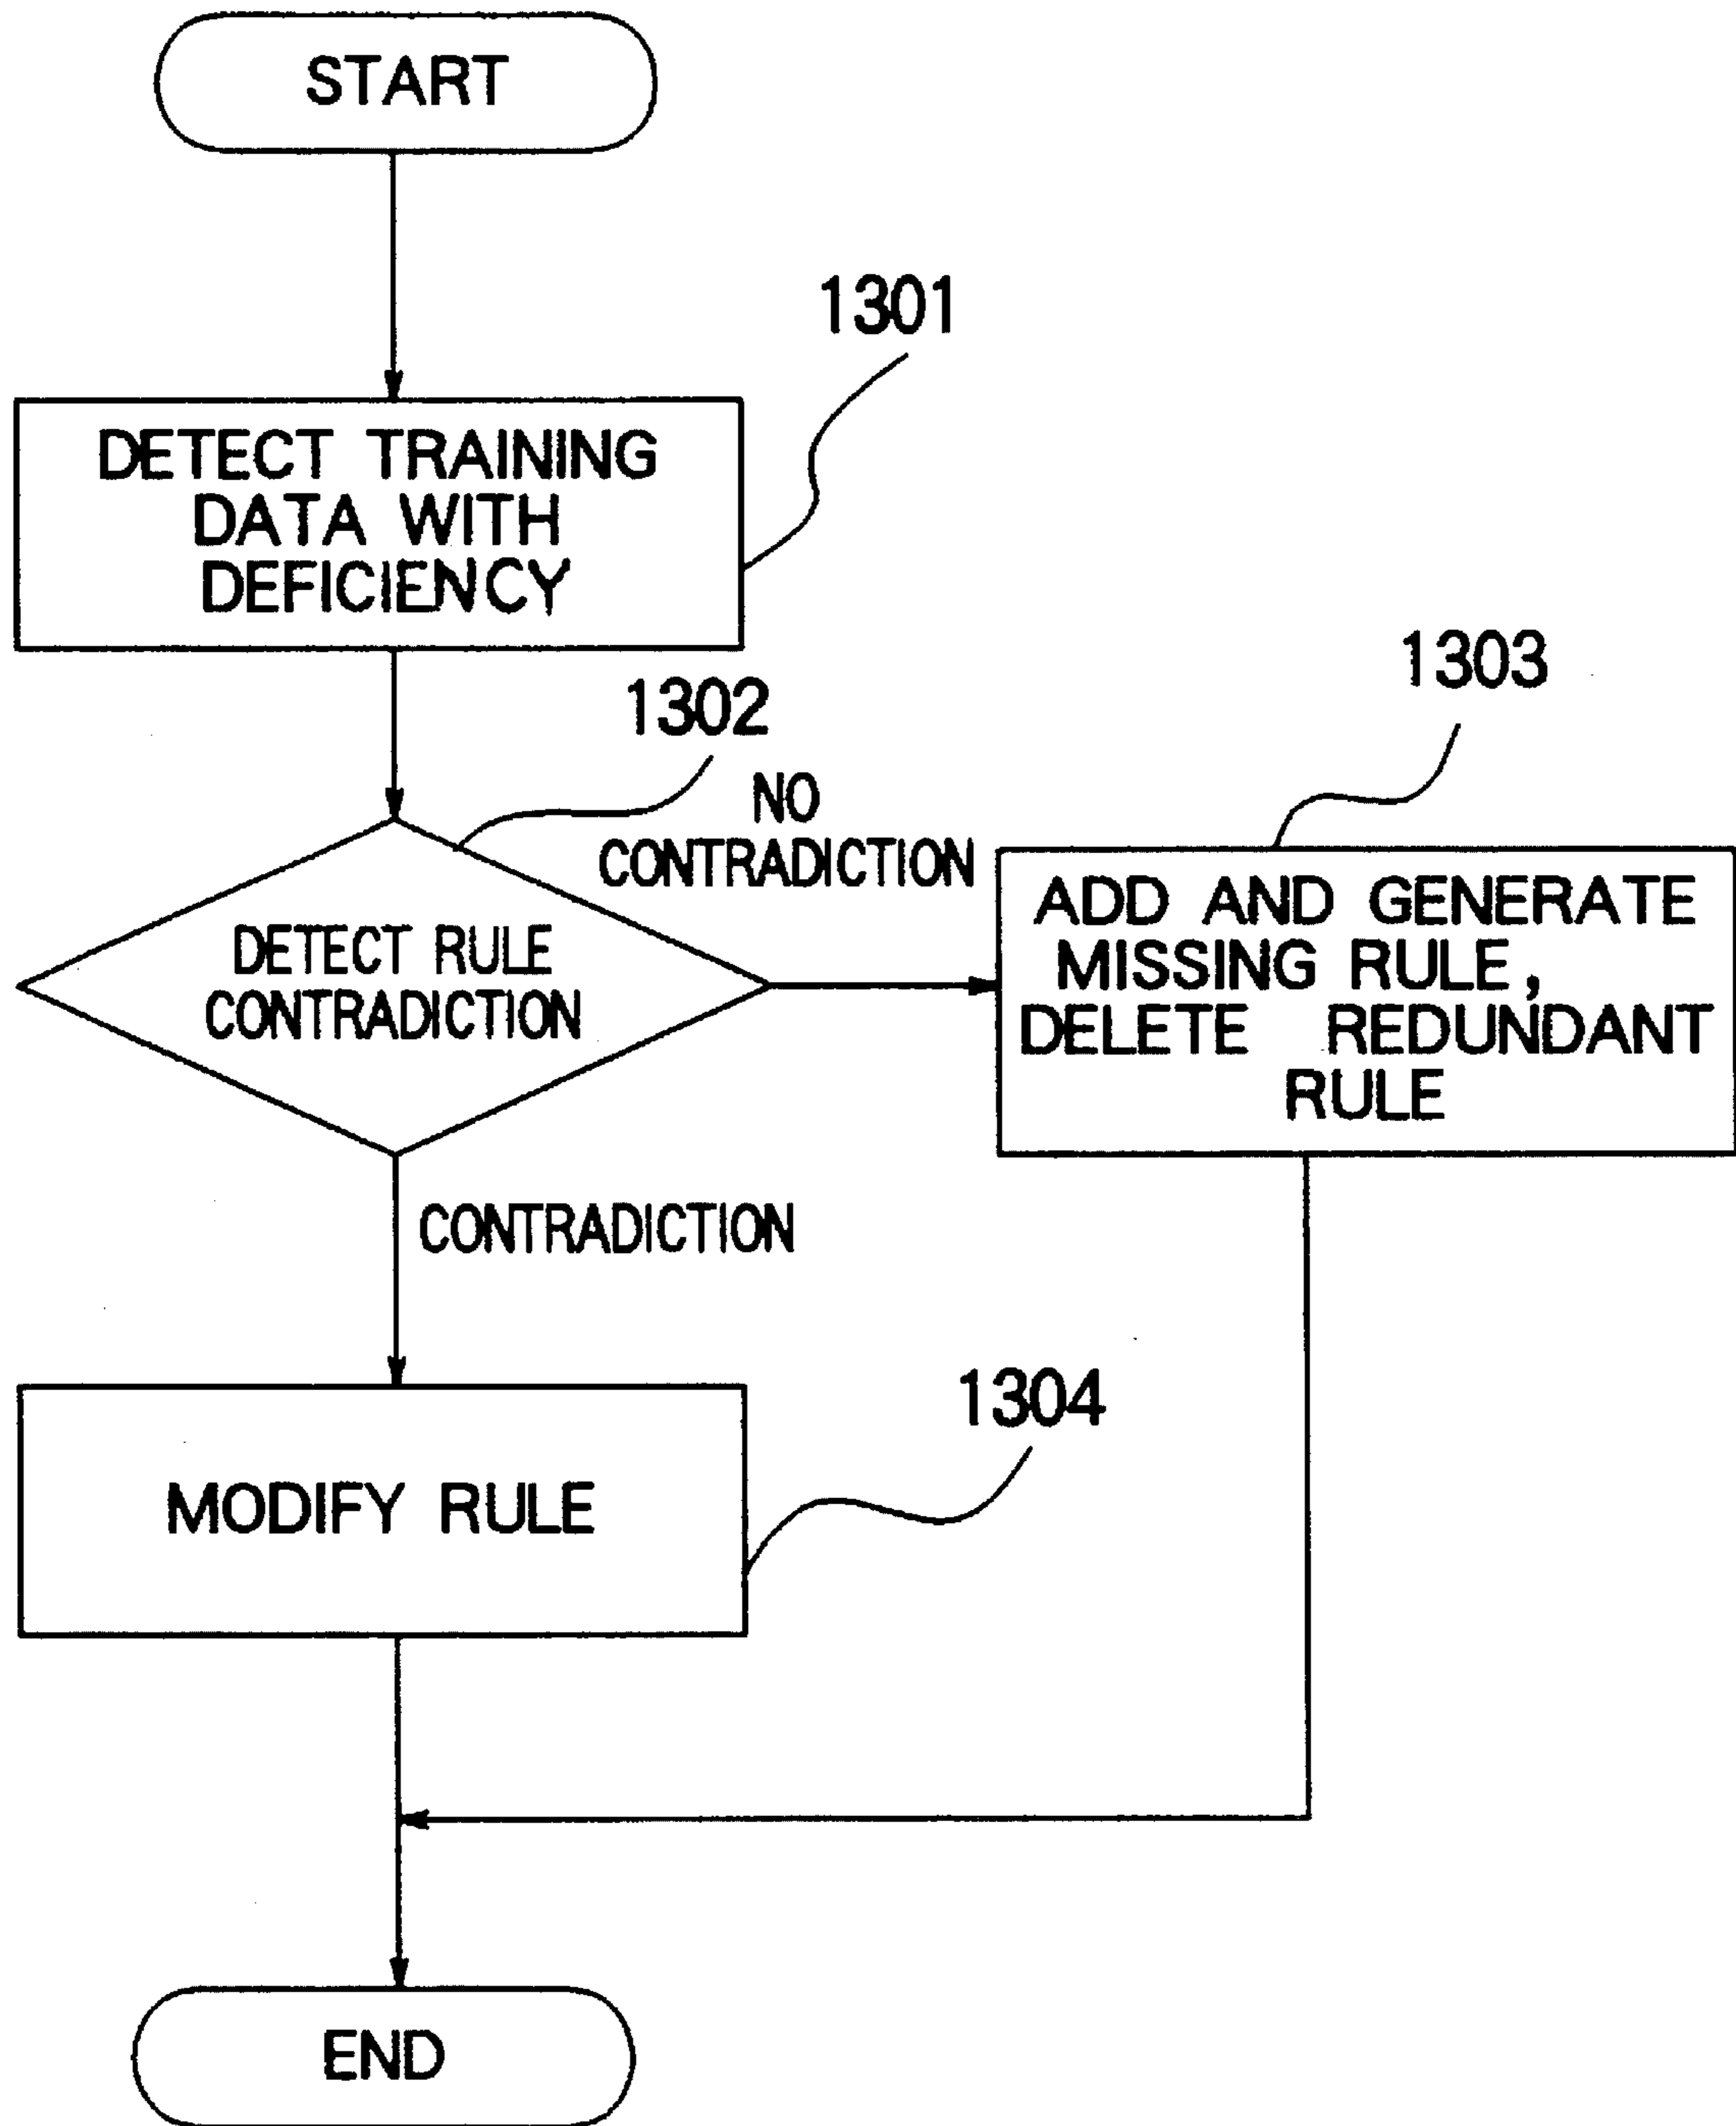 START
1301
DETECT TRAINING
DATA WITH
DEFICIENCY
1302
1303
NO
CONTRADICTION
DETECT RULE
CONTRADICTION
ADD AND GENERATE
MISSING RULE,
DELETE REDUNDANT
RULE
CONTRADICTION
1304
MODIFY RULE
END